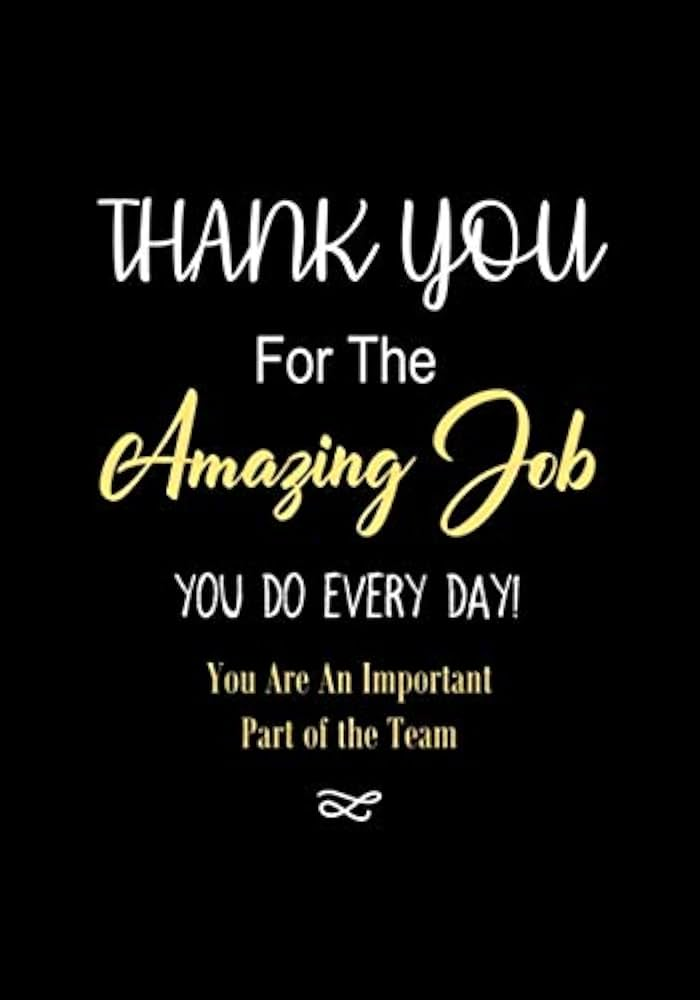 THANK YOU
For The
Amazing Job
YOU DO EVERY DAY!
You Are An Important
Part of the Team